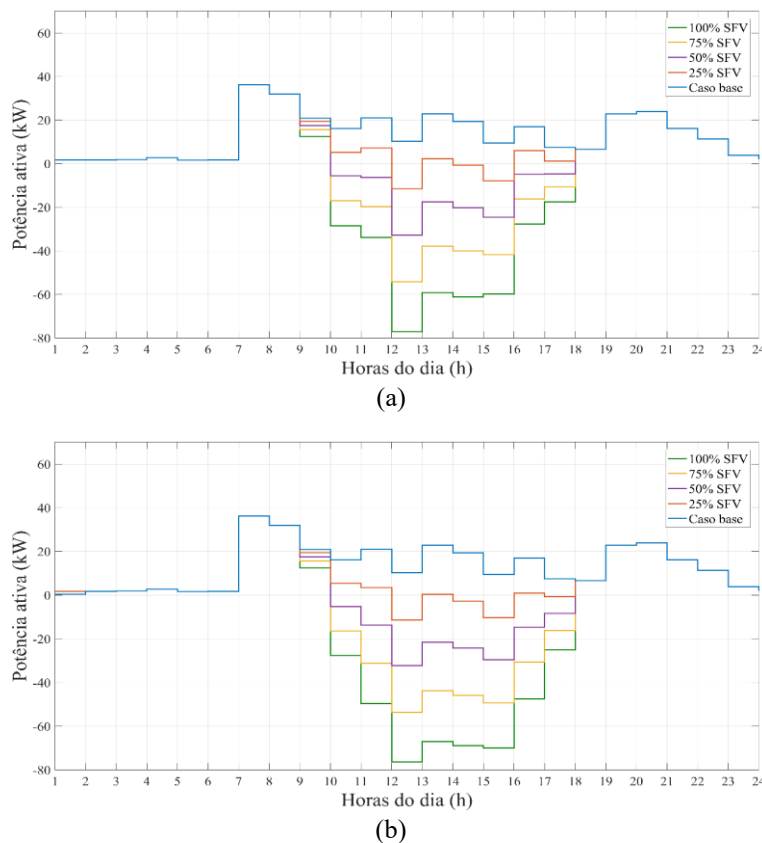 60
40
20
0
-20
-40
-60
-80
Potência ativa (kW)
100% SFV
75% SFV
50% SFV
25% SFV
Caso base
1 2 3 4 5 6 7 8 9 10 11 12 13 14 15 16 17 18 19 20 21 22 23 24
Horas do dia (h)
(a)
60
40
20
0
-20
-40
-60
-80
Potência ativa (kW)
100% SFV
75% SFV
50% SFV
25% SFV
Caso base
1 2 3 4 5 6 7 8 9 10 11 12 13 14 15 16 17 18 19 20 21 22 23 24
Horas do dia (h)
(b)